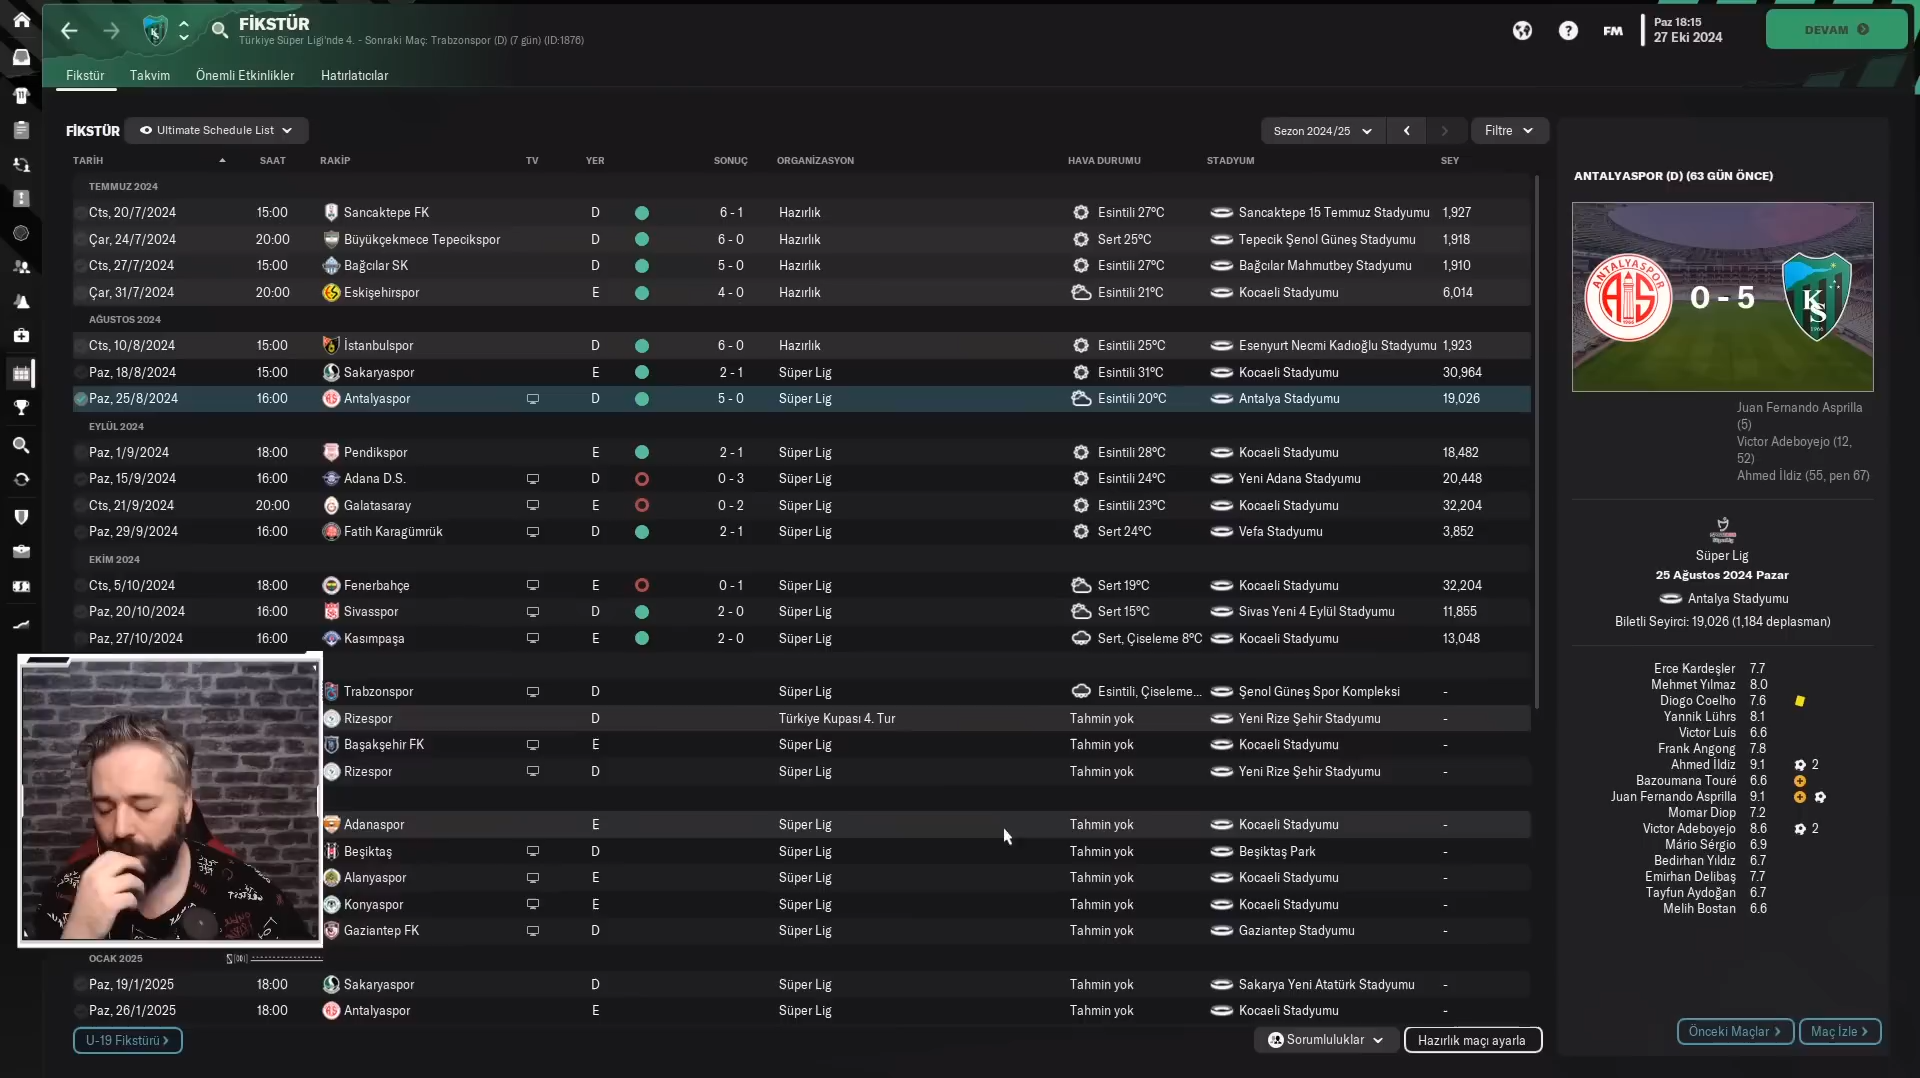 FİKSTÜR
Türkiye Süper Ligi'nde 4. - Sonraki Maç: Trabzonspor (D) (7 gün) (ID:1876)
FM
Paz 18:15
27 Eki 2024
DEVAM
Fikstür Takvim Önemli Etkinlikler Hatırlatıcılar
FİKSTÜR Ultimate Schedule List Sezon 2024/25 Filtre
TARİH SAAT RAKİP TV YER SONUÇ ORGANİZASYON HAVA DURUMU STADYUM SEY
TEMMUZ 2024
Cts, 20/7/2024 15:00 Sancaktepe FK D 6 - 1 Hazırlık Esintili 27°C Sancaktepe 15 Temmuz Stadyumu 1,927
Çar, 24/7/2024 20:00 Büyükçekmece Tepecikspor D 6 - 0 Hazırlık Sert 25°C Tepecik Şenol Güneş Stadyumu 1,918
Cts, 27/7/2024 15:00 Bağcılar SK D 5 - 0 Hazırlık Esintili 27°C Bağcılar Mahmutbey Stadyumu 1,910
Çar, 31/7/2024 20:00 Eskişehirspor E 4 - 0 Hazırlık Esintili 21°C Kocaeli Stadyumu 6,014
AĞUSTOS 2024
Cts, 10/8/2024 15:00 İstanbulspor D 6 - 0 Hazırlık Esintili 25°C Esenyurt Necmi Kadıoğlu Stadyumu 1,923
Paz, 18/8/2024 15:00 Sakaryaspor E 2 - 1 Süper Lig Esintili 31°C Kocaeli Stadyumu 30,964
Paz, 25/8/2024 16:00 Antalyaspor D 5 - 0 Süper Lig Esintili 20°C Antalya Stadyumu 19,026
EYLÜL 2024
Paz, 1/9/2024 18:00 Pendikspor E 2 - 1 Süper Lig Esintili 28°C Kocaeli Stadyumu 18,482
Paz, 15/9/2024 16:00 Adana D.S. D 0 - 3 Süper Lig Esintili 24°C Yeni Adana Stadyumu 20,448
Cts, 21/9/2024 20:00 Galatasaray E 0 - 2 Süper Lig Esintili 23°C Kocaeli Stadyumu 32,204
Paz, 29/9/2024 16:00 Fatih Karagümrük D 2 - 1 Süper Lig Sert 24°C Vefa Stadyumu 3,852
EKİM 2024
Cts, 5/10/2024 18:00 Fenerbahçe E 0 - 1 Süper Lig Sert 19°C Kocaeli Stadyumu 32,204
Paz, 20/10/2024 16:00 Sivasspor D 2 - 0 Süper Lig Sert 15°C Sivas Yeni 4 Eylül Stadyumu 11,855
Paz, 27/10/2024 16:00 Kasımpaşa E 2 - 0 Süper Lig Sert, Çiseleme 8°C Kocaeli Stadyumu 13,048
Trabzonspor D Süper Lig Esintili, Çiseleme... Şenol Güneş Spor Kompleksi -
Rizespor D Türkiye Kupası 4. Tur Tahmin yok Yeni Rize Şehir Stadyumu -
Başakşehir FK E Süper Lig Tahmin yok Kocaeli Stadyumu -
Rizespor D Süper Lig Tahmin yok Yeni Rize Şehir Stadyumu -
Adanaspor E Süper Lig Tahmin yok Kocaeli Stadyumu -
Beşiktaş D Süper Lig Tahmin yok Beşiktaş Park -
Alanyaspor E Süper Lig Tahmin yok Kocaeli Stadyumu -
Konyaspor E Süper Lig Tahmin yok Kocaeli Stadyumu -
Gaziantep FK D Süper Lig Tahmin yok Gaziantep Stadyumu -
OCAK 2025
Paz, 19/1/2025 18:00 Sakaryaspor D Süper Lig Tahmin yok Sakarya Yeni Atatürk Stadyumu -
Paz, 26/1/2025 18:00 Antalyaspor E Süper Lig Tahmin yok Kocaeli Stadyumu -
U-19 Fikstürü Sorumluluklar Hazırlık maçı ayarla
ANTALYASPOR (D) (63 GÜN ÖNCE)
ANTALYASPOR
0 - 5
KS
1966
Juan Fernando Asprilla
(5)
Victor Adeboyejo (12,
52)
Ahmed İldiz (55, pen 67)
Süper Lig
25 Ağustos 2024 Pazar
Antalya Stadyumu
Biletli Seyirci: 19,026 (1,184 deplasman)
Erce Kardeşler 7.7
Mehmet Yılmaz 8.0
Diogo Coelho 7.6
Yannik Lührs 8.1
Victor Luís 6.6
Frank Angong 7.8
Ahmed İldiz 9.1 2
Bazoumana Touré 6.6
Juan Fernando Asprilla 9.1
Momar Diop 7.2
Victor Adeboyejo 8.6 2
Mário Sérgio 6.9
Bedirhan Yıldız 6.7
Emirhan Delibaş 7.7
Tayfun Aydoğan 6.7
Melih Bostan 6.6
Önceki Maçlar Maç İzle